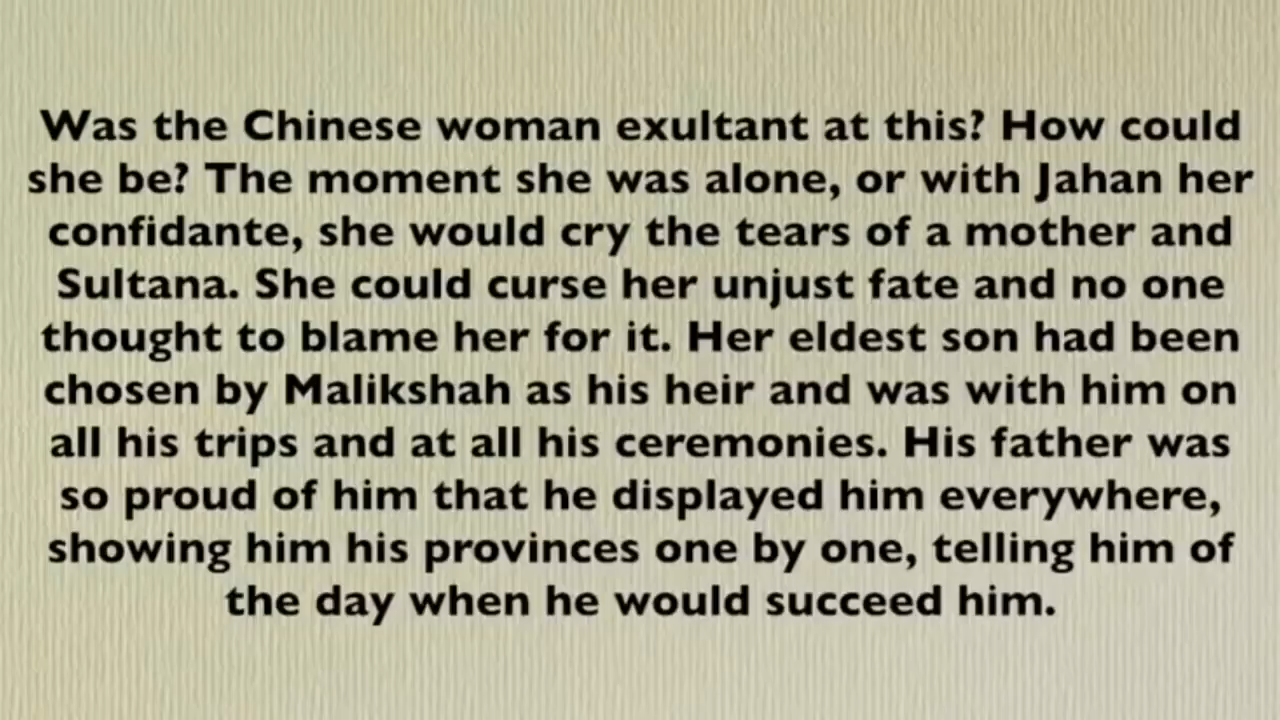 Was the Chinese woman exultant at this? How could
she be? The moment she was alone, or with Jahan her
confidante, she would cry the tears of a mother and
Sultana. She could curse her unjust fate and no one
thought to blame her for it. Her eldest son had been
chosen by Malikshah as his heir and was with him on
all his trips and at all his ceremonies. His father was
so proud of him that he displayed him everywhere,
showing him his provinces one by one, telling him of
the day when he would succeed him.